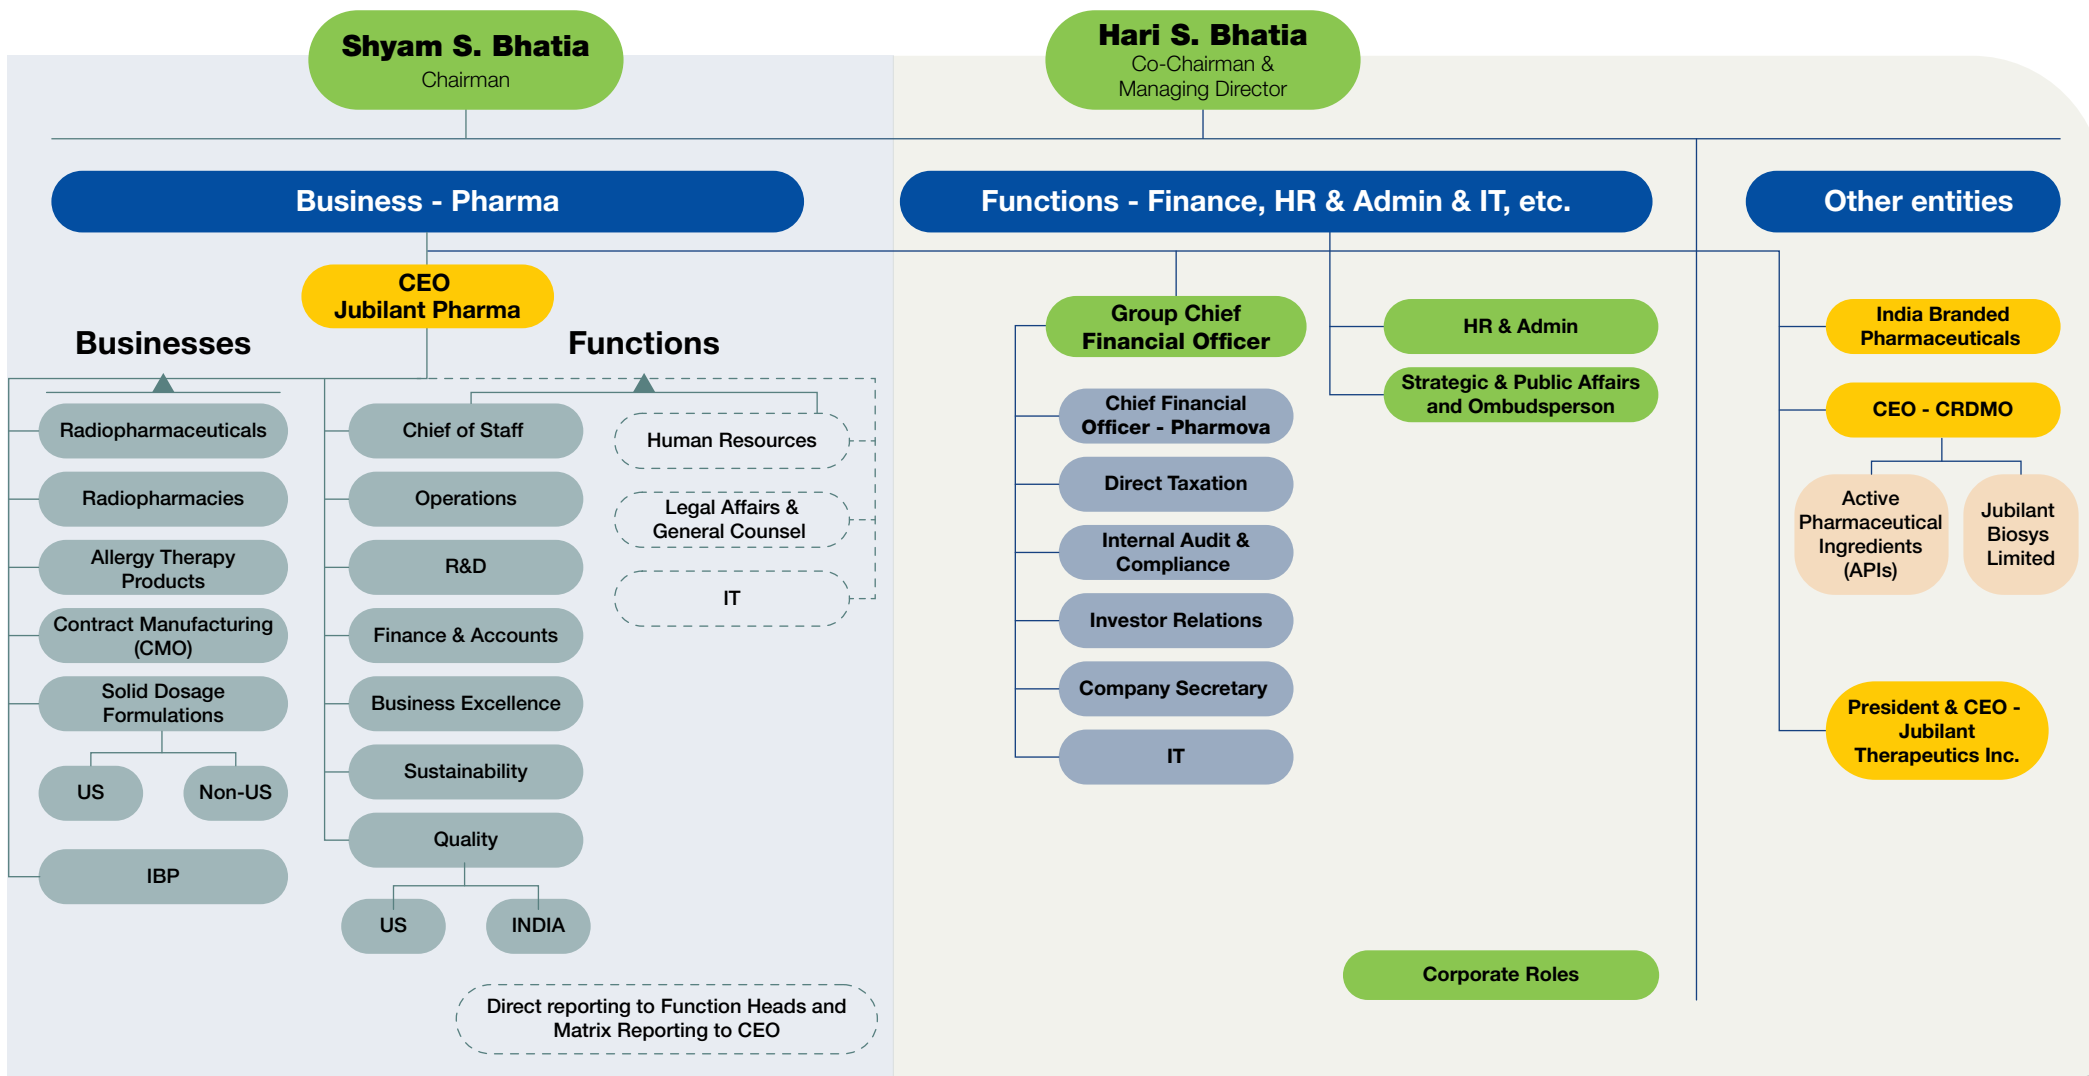 Shyam S. Bhatia
Chairman
Hari S. Bhatia
Co-Chairman &
Managing Director
Business - Pharma
Functions - Finance, HR & Admin & IT, etc.
Other entities
CEO
Jubilant Pharma
Businesses
Functions
Radiopharmaceuticals
Radiopharmacies
Allergy Therapy
Products
Contract Manufacturing
(CMO)
Solid Dosage
Formulations
US
Non-US
IBP
Chief of Staff
Operations
R&D
Finance & Accounts
Business Excellence
Sustainability
Quality
US
INDIA
Human Resources
Legal Affairs &
General Counsel
IT
Direct reporting to Function Heads and
Matrix Reporting to CEO
Group Chief
Financial Officer
Chief Financial
Officer - Pharmova
Direct Taxation
Internal Audit &
Compliance
Investor Relations
Company Secretary
IT
HR & Admin
Strategic & Public Affairs
and Ombudsperson
Corporate Roles
India Branded
Pharmaceuticals
CEO - CRDMO
Active
Pharmaceutical
Ingredients
(APIs)
Jubilant
Biosys
Limited
President & CEO -
Jubilant
Therapeutics Inc.